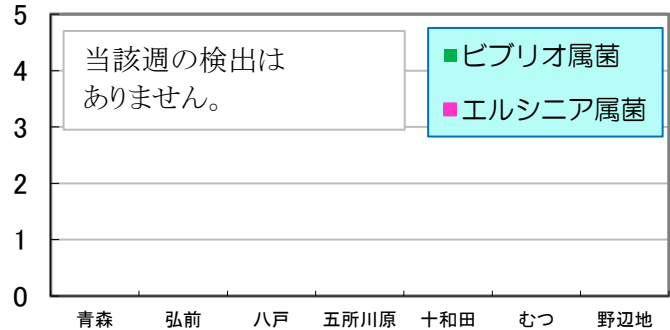 5
4
3
2
1
0
当該週の検出は
ありません。
■ビブリオ属菌
■エルシニア属菌
青森 弘前 八戸 五所川原 十和田 むつ 野辺地